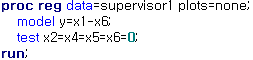 proc reg data=supervisor1 plots=none;
model y=x1-x6;
test x2=x4=x5=x6=0;
run;